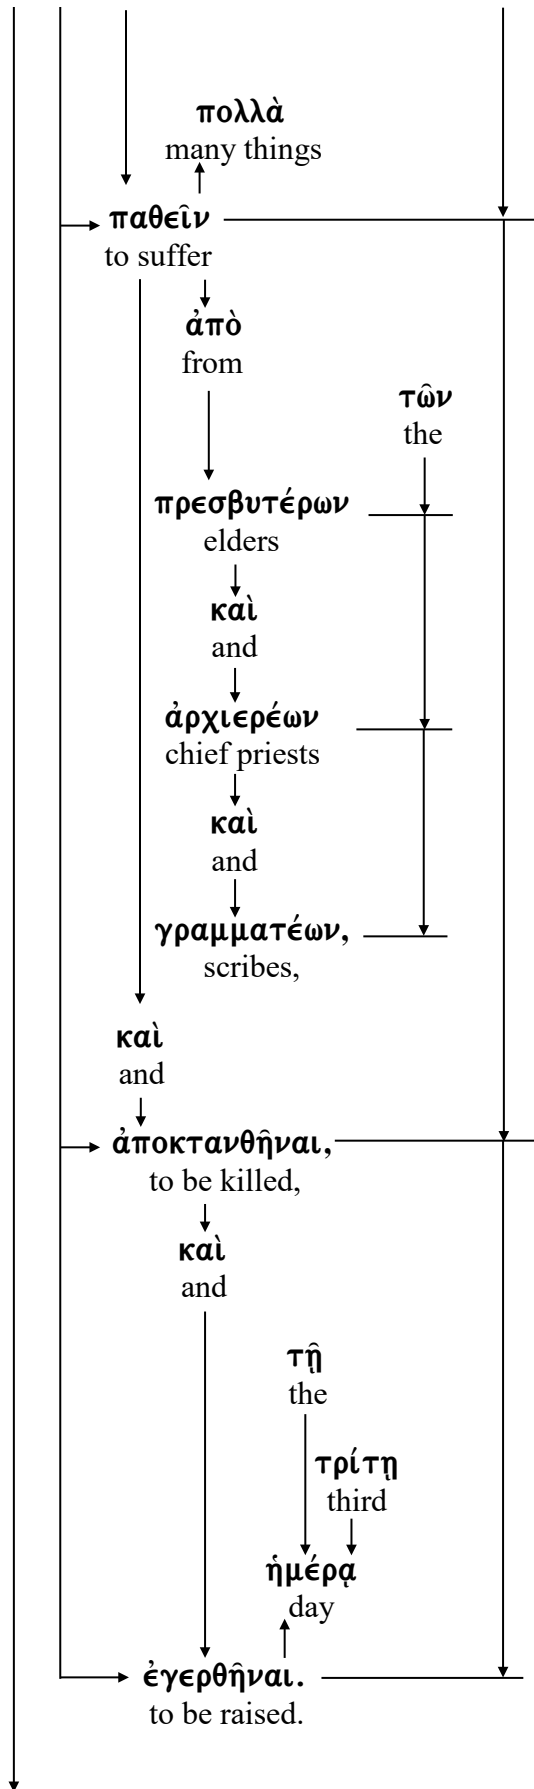 πολλὰ
many things
παθεῖν
to suffer
ἀπὸ
from
τῶν
the
πρεσβυτέρων
elders
καὶ
and
ἀρχιερέων
chief priests
καὶ
and
γραμματέων,
scribes,
καὶ
and
ἀποκτανθῆναι,
to be killed,
καὶ
and
τῇ
the
τρίτῃ
third
ἡμέρᾳ
day
ἐγερθῆναι.
to be raised.